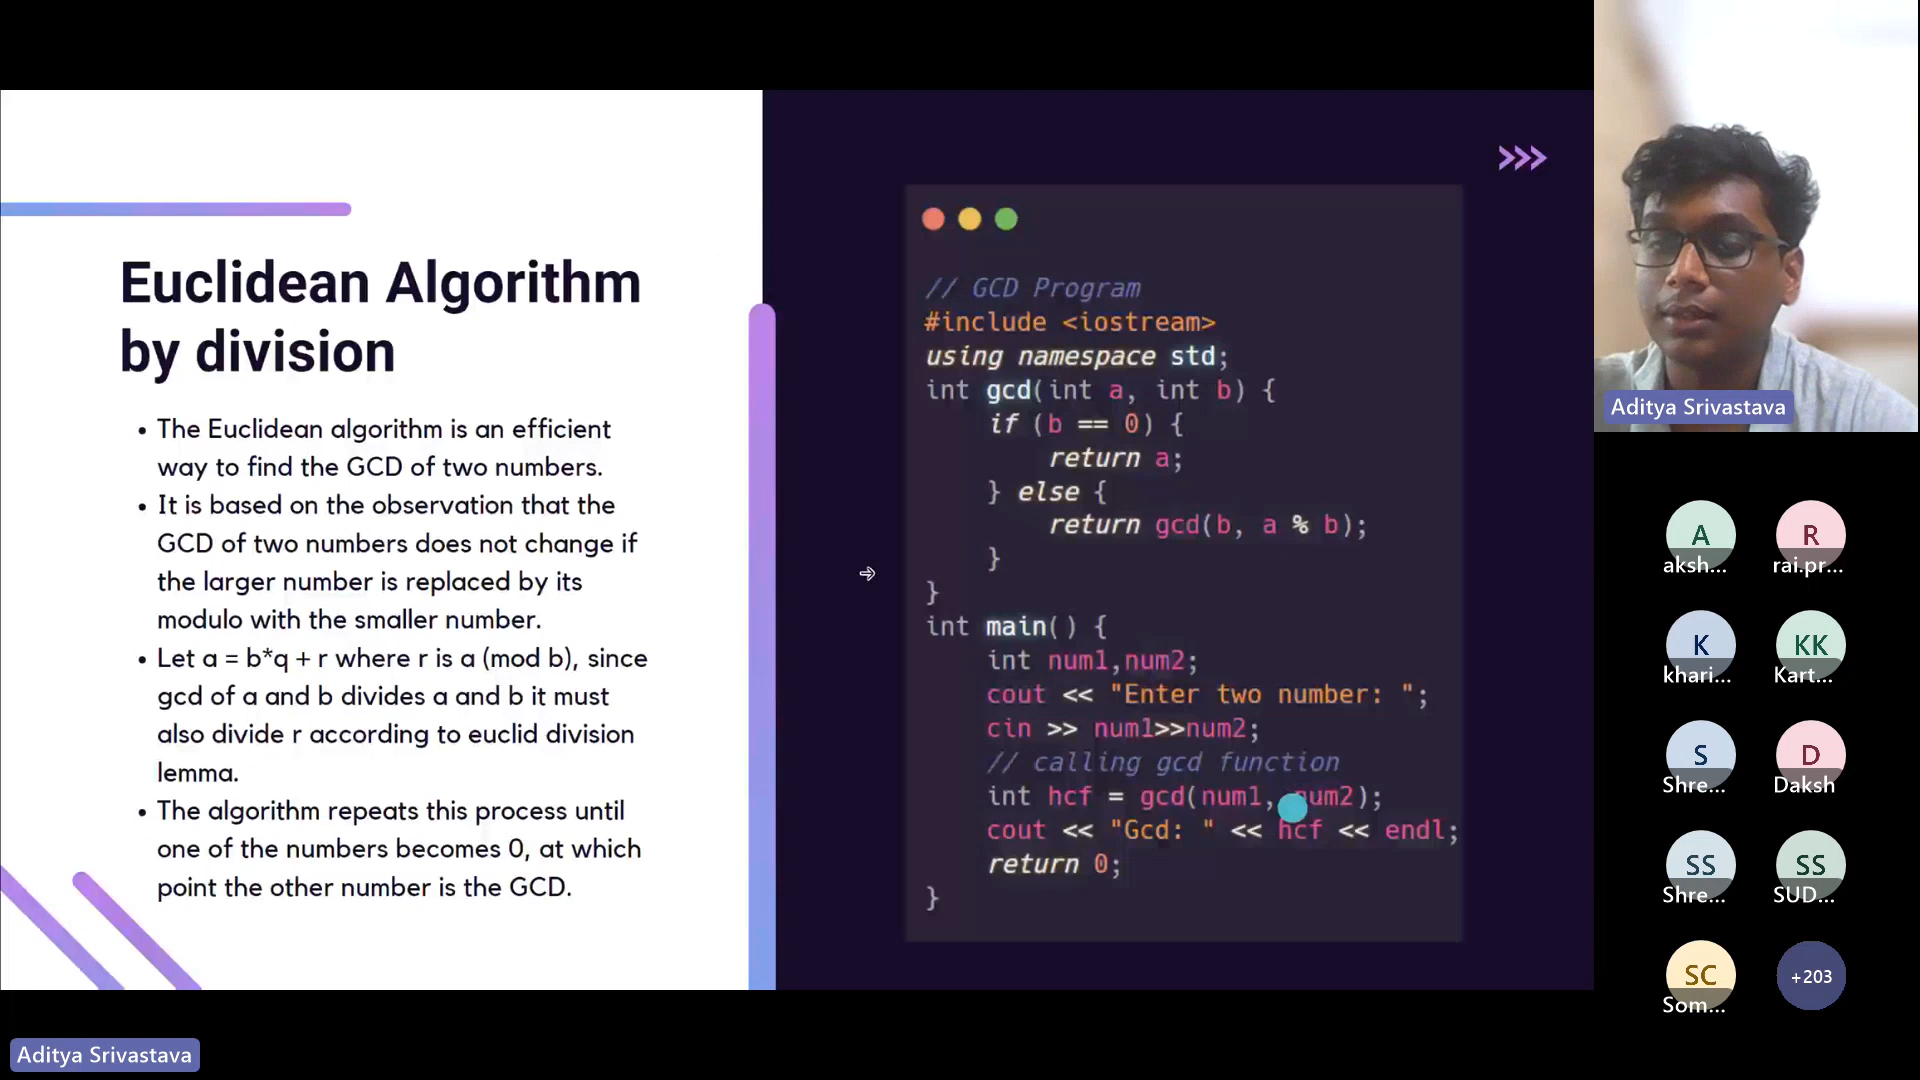 Euclidean Algorithm
by division
• The Euclidean algorithm is an efficient
way to find the GCD of two numbers.
• It is based on the observation that the
GCD of two numbers does not change if
the larger number is replaced by its
modulo with the smaller number.
• Let a = b*q + r where r is a (mod b), since
gcd of a and b divides a and b it must
also divide r according to euclid division
lemma.
• The algorithm repeats this process until
one of the numbers becomes 0, at which
point the other number is the GCD.
// GCD Program
#include <iostream>
using namespace std;
int gcd(int a, int b) {
if (b == 0) {
return a;
} else {
return gcd(b, a % b);
}
}
int main() {
int num1,num2;
cout << "Enter two number: ";
cin >> num1>>num2;
// calling gcd function
int hcf = gcd(num1, num2);
cout << "Gcd: " << hcf << endl;
return 0;
}
Aditya Srivastava
A R
aksh... rai.pr...
K KK
khari... Kart...
S D
Shre... Daksh
SS SS
Shre... SUD...
SC +203
Som...
Aditya Srivastava